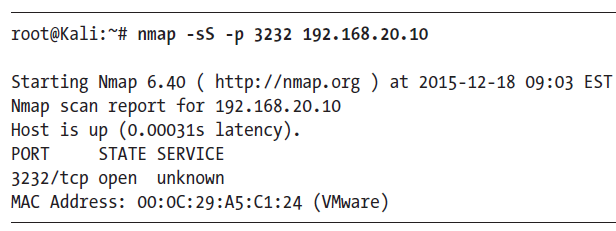 root@Kali:~# nmap -sS -p 3232 192.168.20.10
Starting Nmap 6.40 ( http://nmap.org ) at 2015-12-18 09:03 EST
Nmap scan report for 192.168.20.10
Host is up (0.00031s latency).
PORT     STATE SERVICE
3232/tcp open  unknown
MAC Address: 00:0C:29:A5:C1:24 (VMware)